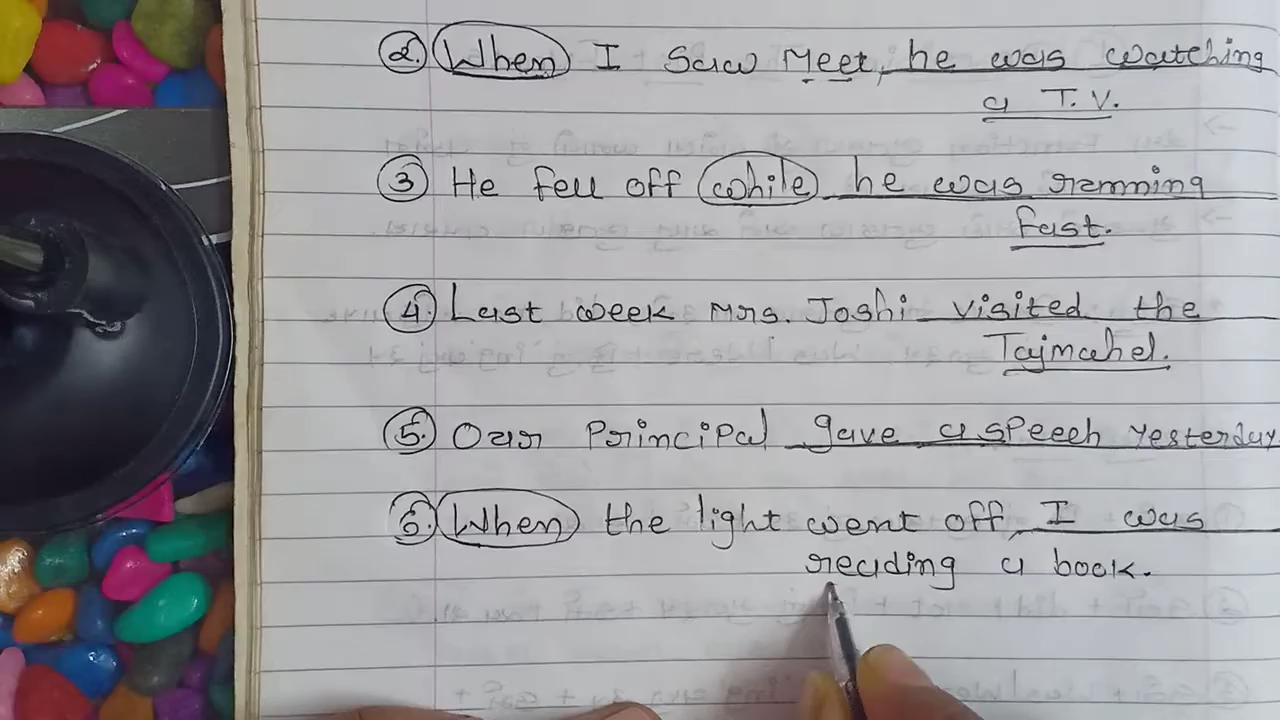 2. When I saw Meet, he was watching
a T.V.
3 He fell off while he was running
fast.
4. Last week Mrs. Joshi visited the
Tajmahel.
5. Our Principal gave a speech yesterday
6. When the light went off, I was
reading a book.